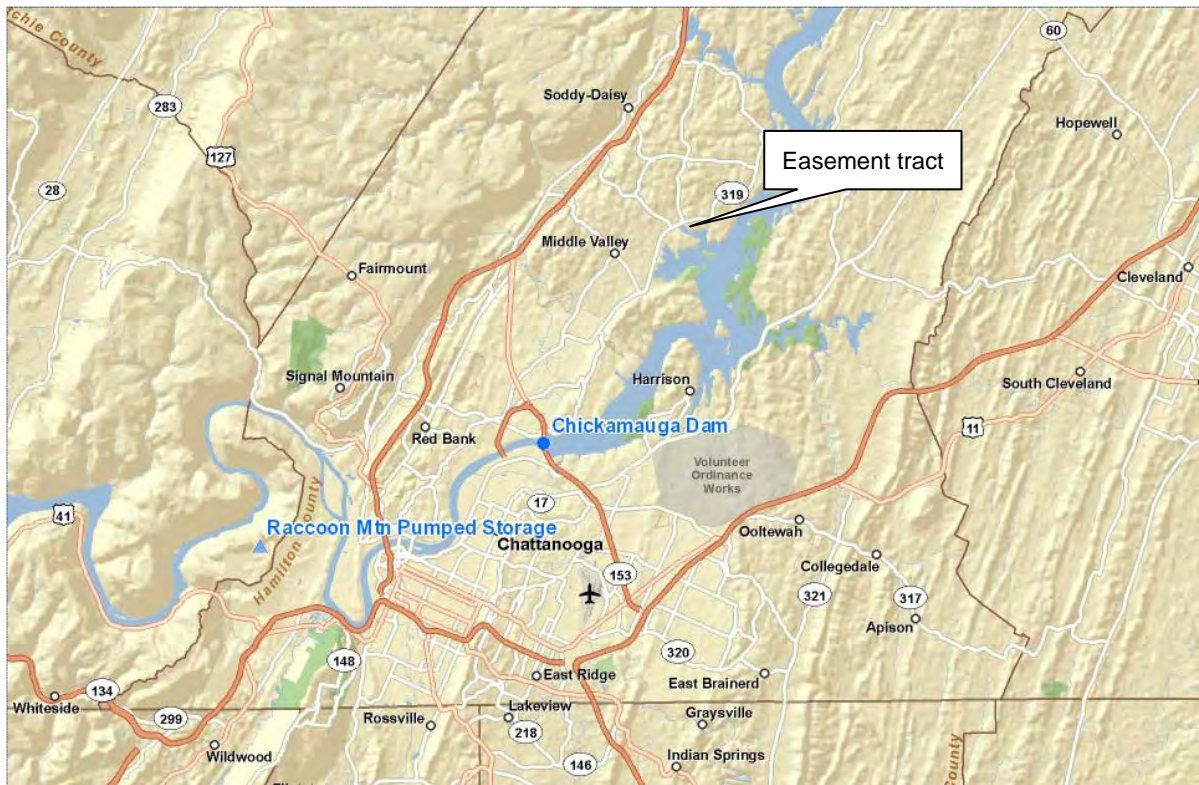 tchie County
60
283
Soddy-Daisy
Hopewell
127
Easement tract
28
319
Middle Valley
Fairmount
Cleveland
Signal Mountain
Harrison
South Cleveland
Chickamauga Dam
Red Bank
11
Volunteer
Ordinance
Works
17
41
Raccoon Mtn Pumped Storage
Hamilton County
Chattanooga
Ooltewah
Collegedale
153
321
317
Apison
148
320
East Ridge
East Brainerd
134
Whiteside
299
Rossville
Lakeview
218
Graysville
Wildwood
146
Indian Springs
County